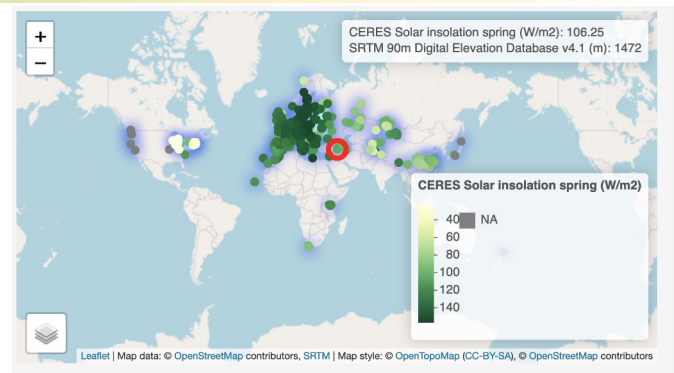 +
−
CERES Solar insolation spring (W/m2): 106.25
SRTM 90m Digital Elevation Database v4.1 (m): 1472
CERES Solar insolation spring (W/m2)
40 NA
60
80
100
120
140
Leaflet | Map data: © OpenStreetMap contributors, SRTM | Map style: © OpenTopoMap (CC-BY-SA), © OpenStreetMap contributors